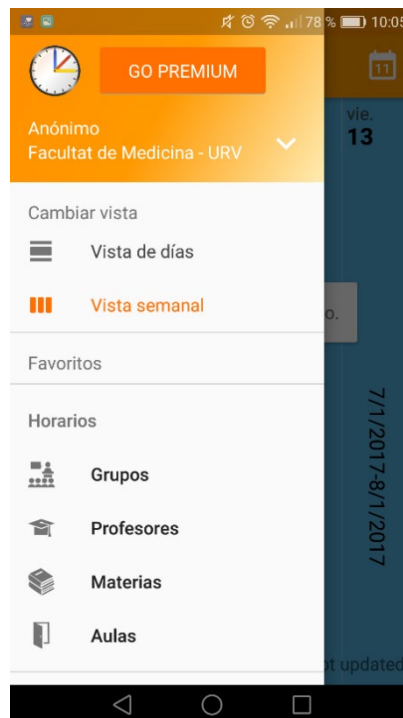 78 % 10:05
GO PREMIUM
11
Anónimo
Facultat de Medicina - URV
vie.
13
Cambiar vista
Vista de días
Vista semanal
o.
Favoritos
Horarios
7/1/2017-8/1/2017
Grupos
Profesores
Materias
Aulas
ot updated